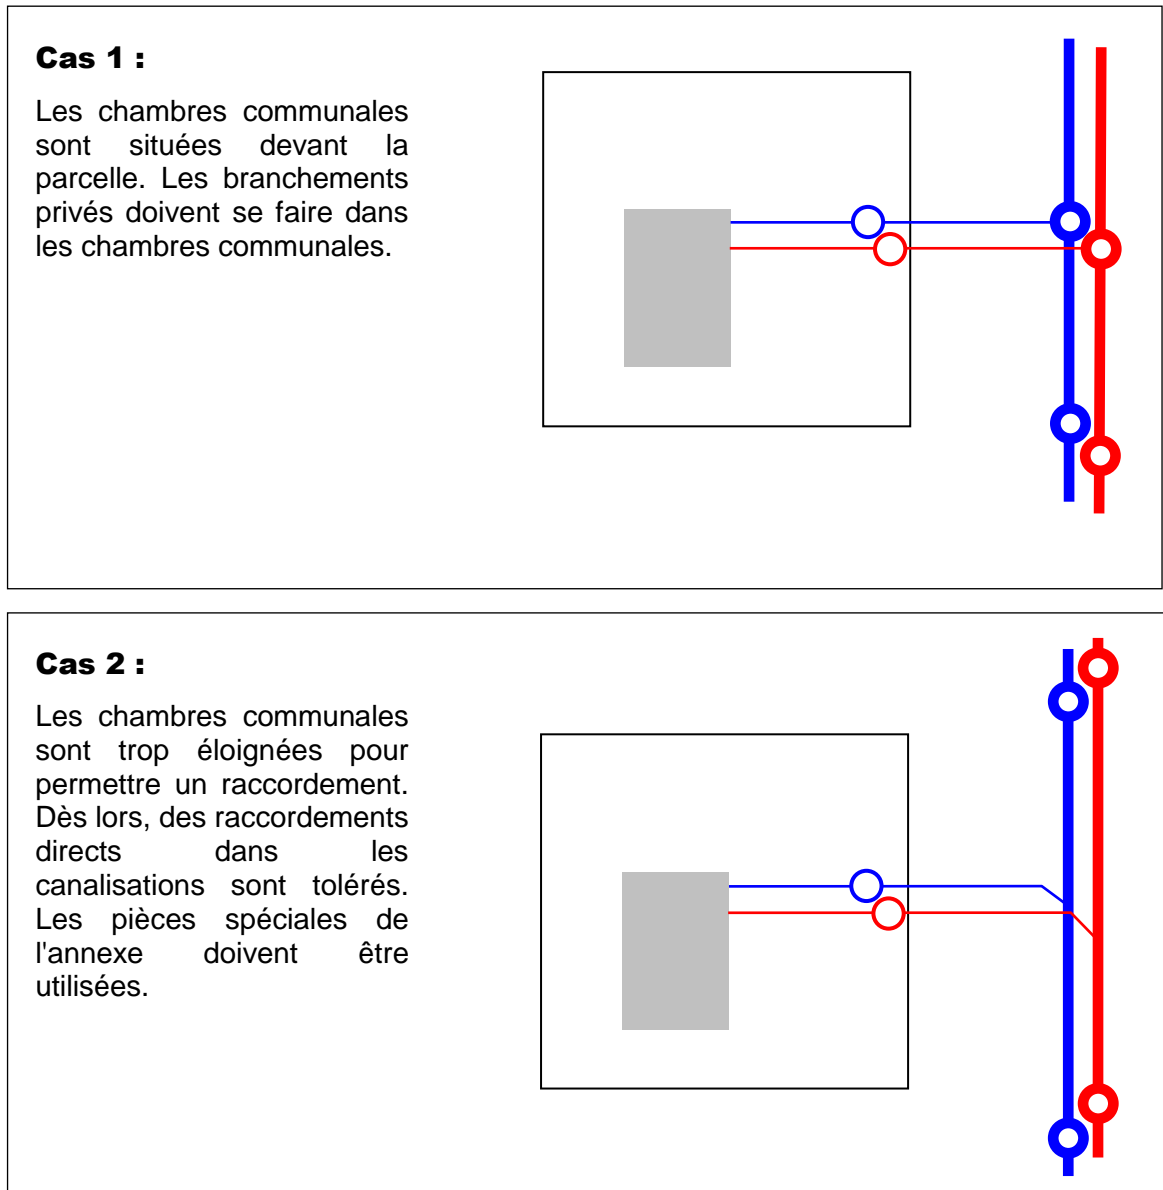 Cas 1 :
Les chambres communales
sont situées devant la
parcelle. Les branchements
privés doivent se faire dans
les chambres communales.
Cas 2 :
Les chambres communales
sont trop éloignées pour
permettre un raccordement.
Dès lors, des raccordements
directs dans les
canalisations sont tolérés.
Les pièces spéciales de
l'annexe doivent être
utilisées.